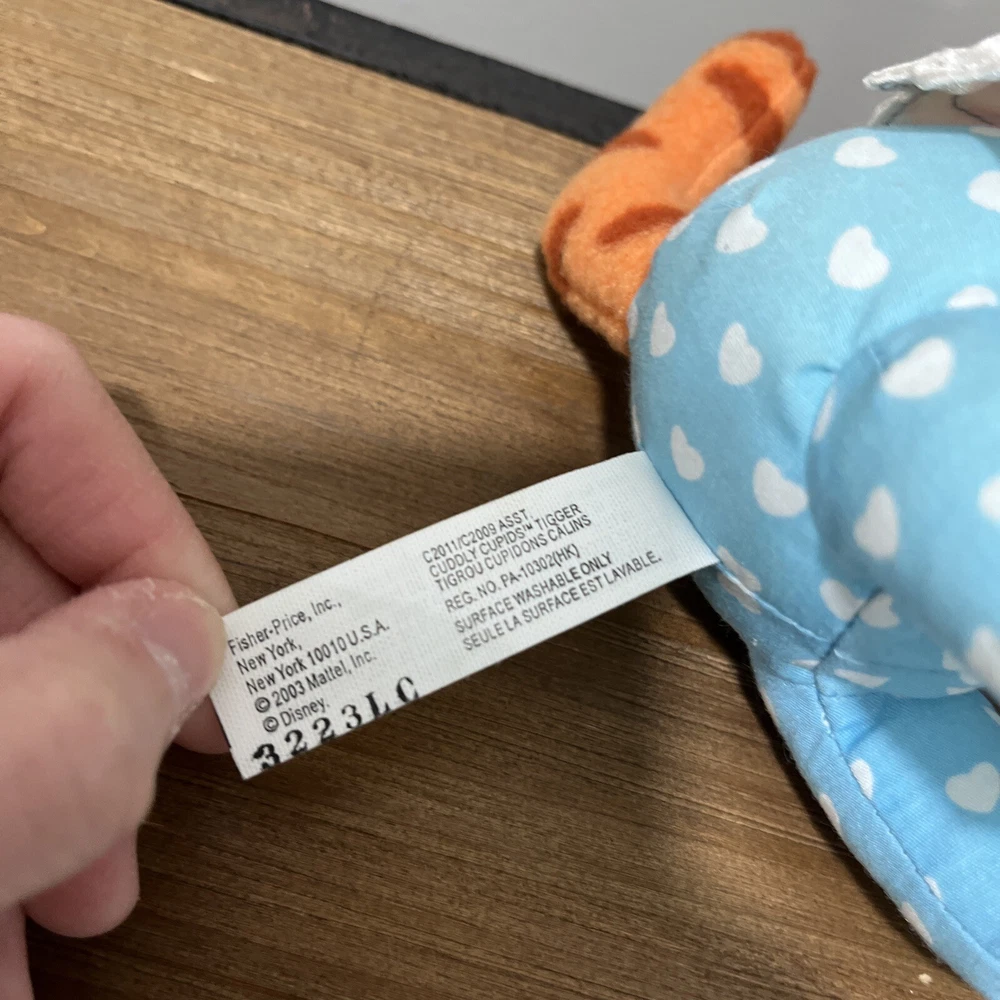 Fisher-Price, Inc.,
New York,
New York 10010 U.S.A.
© 2003 Mattel, Inc.
© Disney.
3223LC
C2011/C2009 ASST.
CUDDLY CUPIDS™ TIGGER
TIGROU CUPIDONS CÂLINS
REG. NO. PA-10302(HK)
SURFACE WASHABLE ONLY
SEULE LA SURFACE EST LAVABLE.